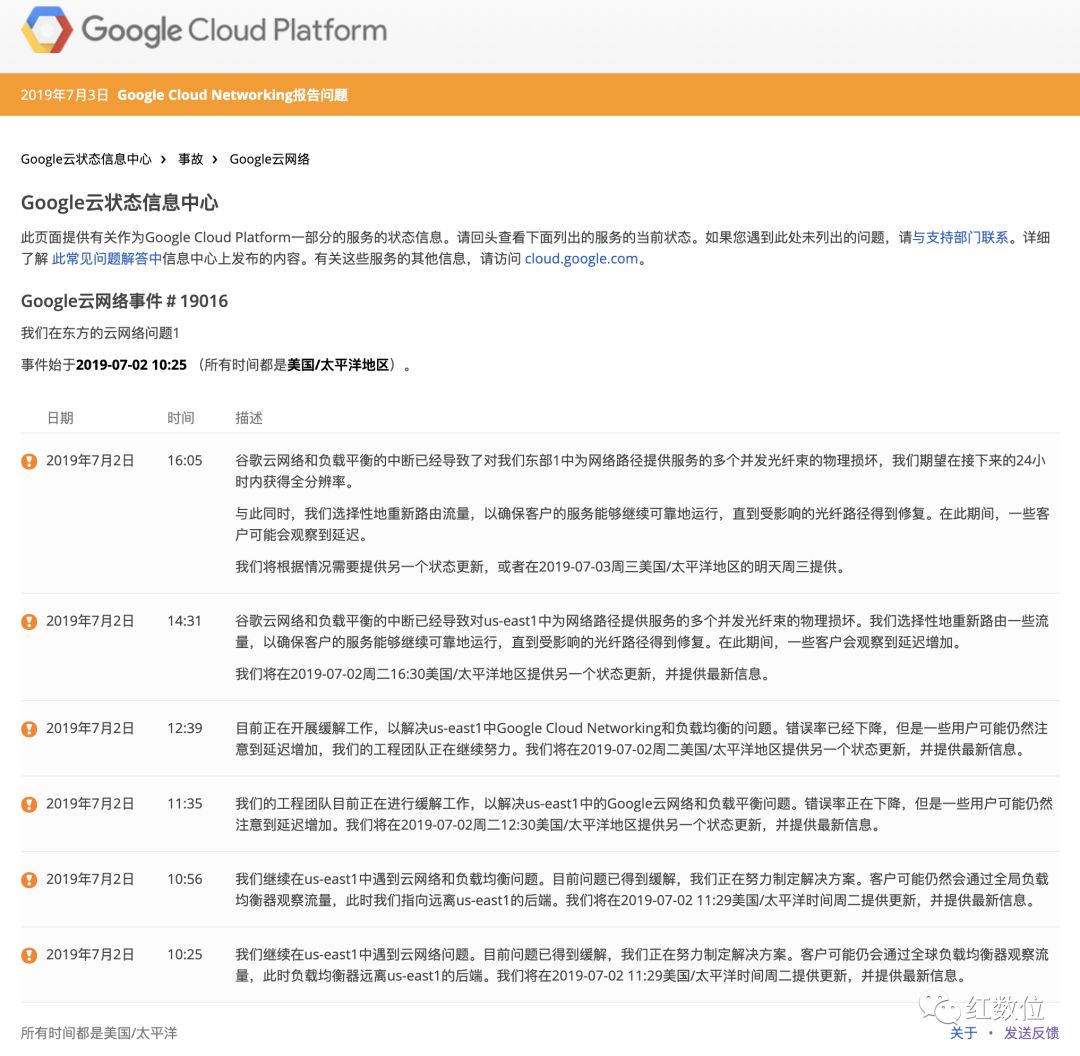 Google Cloud Platform
2019年7月3日 Google Cloud Networking报告问题
Google云状态信息中心 › 事故 › Google云网络
Google云状态信息中心
此页面提供有关作为Google Cloud Platform一部分的服务的状态信息。请回头查看下面列出的服务的当前状态。如果您遇到此处未列出的问题，请与支持部门联系。详细
了解 此常见问题解答中信息中心上发布的内容。有关这些服务的其他信息，请访问 cloud.google.com。
Google云网络事件＃19016
我们在东方的云网络问题1
事件始于2019-07-02 10:25 （所有时间都是美国/太平洋地区）。
日期 时间 描述
2019年7月2日 16:05 谷歌云网络和负载平衡的中断已经导致了对我们东部1中为网络路径提供服务的多个并发光纤束的物理损坏，我们期望在接下来的24小
时内获得全分辨率。
与此同时，我们选择性地重新路由流量，以确保客户的服务能够继续可靠地运行，直到受影响的光纤路径得到修复。在此期间，一些客
户可能会观察到延迟。
我们将根据情况需要提供另一个状态更新，或者在2019-07-03周三美国/太平洋地区的明天周三提供。
2019年7月2日 14:31 谷歌云网络和负载平衡的中断已经导致对us-east1中为网络路径提供服务的多个并发光纤束的物理损坏。我们选择性地重新路由一些流
量，以确保客户的服务能够继续可靠地运行，直到受影响的光纤路径得到修复。在此期间，一些客户会观察到延迟增加。
我们将在2019-07-02周二16:30美国/太平洋地区提供另一个状态更新，并提供最新信息。
2019年7月2日 12:39 目前正在开展缓解工作，以解决us-east1中Google Cloud Networking和负载均衡的问题。错误率已经下降，但是一些用户可能仍然注
意到延迟增加，我们的工程团队正在继续努力。我们将在2019-07-02周二美国/太平洋地区提供另一个状态更新，并提供最新信息。
2019年7月2日 11:35 我们的工程团队目前正在进行缓解工作，以解决us-east1中的Google云网络和负载平衡问题。错误率正在下降，但是一些用户可能仍然
注意到延迟增加。我们将在2019-07-02周二12:30美国/太平洋地区提供另一个状态更新，并提供最新信息。
2019年7月2日 10:56 我们继续在us-east1中遇到云网络和负载均衡问题。目前问题已得到缓解，我们正在努力制定解决方案。客户可能仍然会通过全局负载
均衡器观察流量，此时我们指向远离us-east1的后端。我们将在2019-07-02 11:29美国/太平洋时间周二提供更新，并提供最新信息。
2019年7月2日 10:25 我们继续在us-east1中遇到云网络问题。目前问题已得到缓解，我们正在努力制定解决方案。客户可能仍会通过全球负载均衡器观察流
量，此时负载均衡器远离us-east1的后端。我们将在2019-07-02 11:29美国/太平洋时间周二提供更新，并提供最新信息。
红数位
所有时间都是美国/太平洋 关于 • 发送反馈